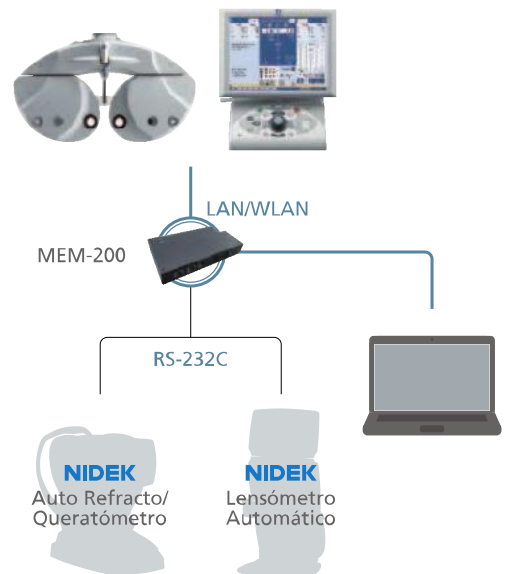 LAN/WLAN
MEM-200
RS-232C
NIDEK
Auto Refracto/
Queratómetro
NIDEK
Lensómetro
Automático